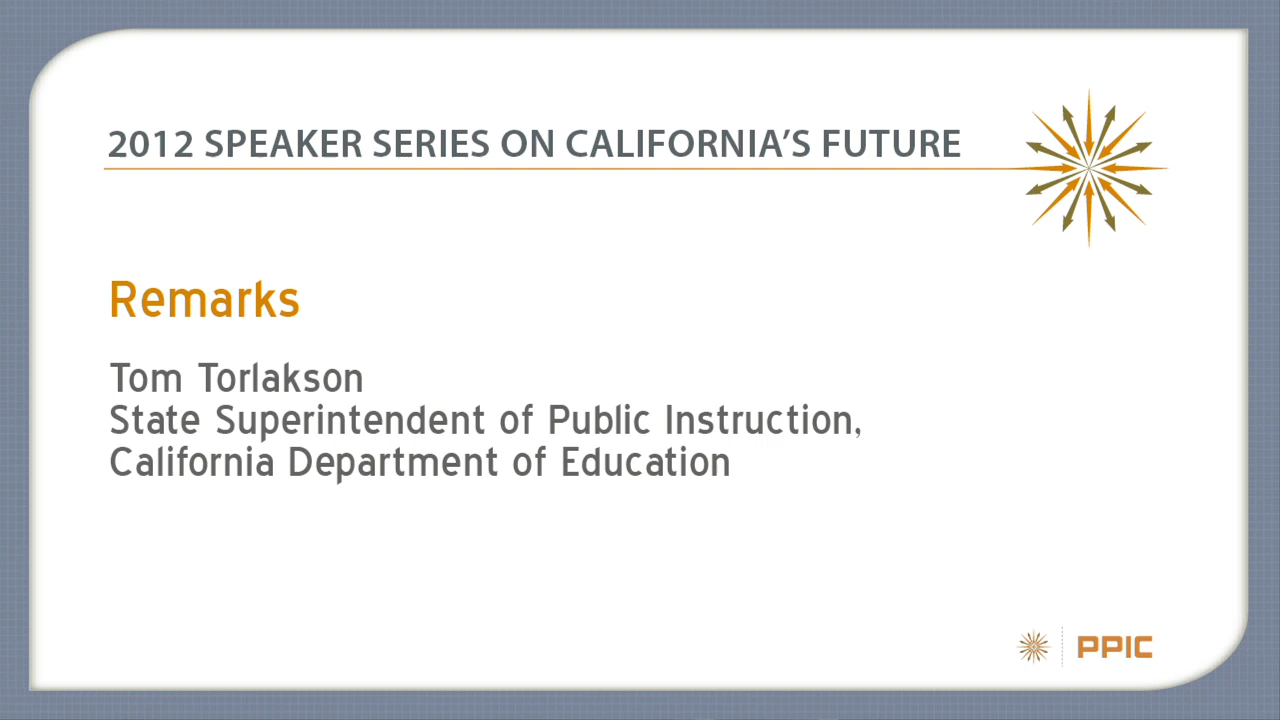 2012 SPEAKER SERIES ON CALIFORNIA'S FUTURE
Remarks
Tom Torlakson
State Superintendent of Public Instruction,
California Department of Education
PPIC